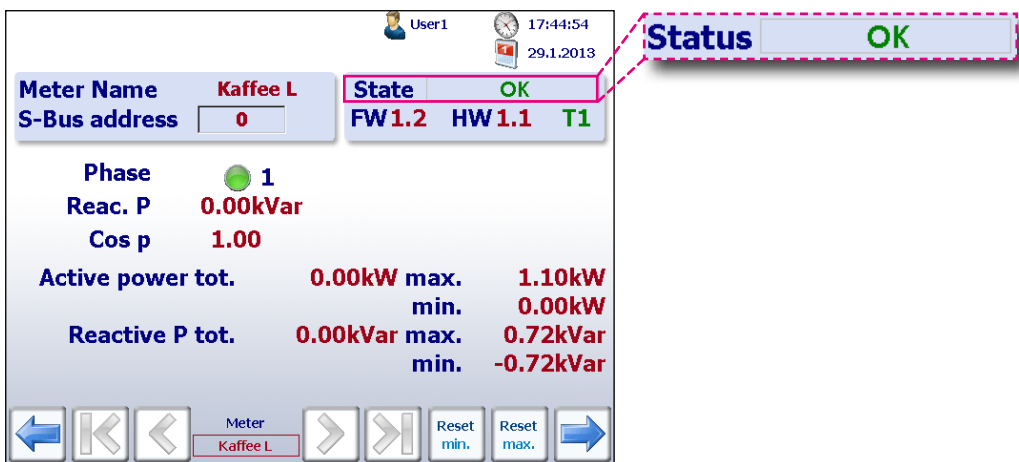 User1
17:44:54
1
29.1.2013
Status OK
Meter Name Kaffee L
State OK
S-Bus address 0
FW 1.2 HW 1.1 T1
Phase 1
Reac. P 0.00kVar
Cos p 1.00
Active power tot. 0.00kW max. 1.10kW
min. 0.00kW
Reactive P tot. 0.00kVar max. 0.72kVar
min. -0.72kVar
Meter
Kaffee L
Reset
min.
Reset
max.